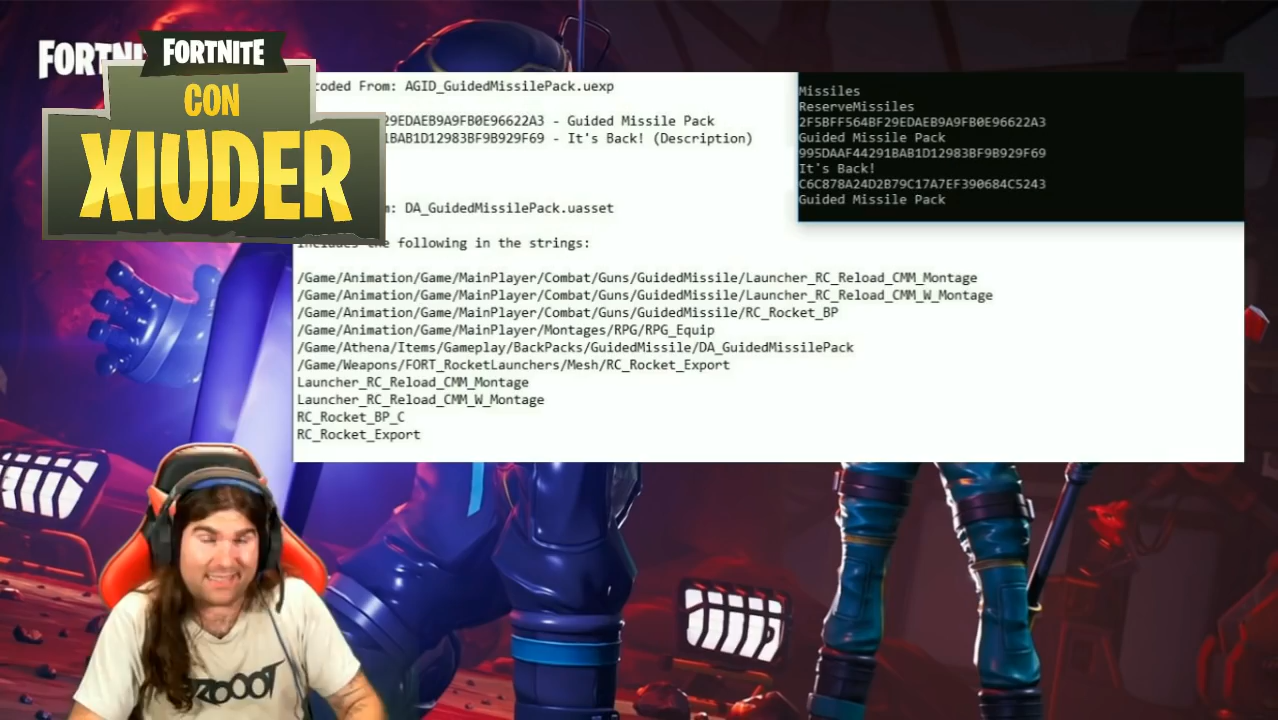 FORTNI
FORTNITE
CON
XIUDER
coded From: AGID_GuidedMissilePack.uexp
29EDAEB9A9FB0E96622A3 - Guided Missile Pack
1BAB1D12983BF9B929F69 - It's Back! (Description)
m: DA_GuidedMissilePack.uasset
Includes the following in the strings:
/Game/Animation/Game/MainPlayer/Combat/Guns/GuidedMissile/Launcher_RC_Reload_CMM_Montage
/Game/Animation/Game/MainPlayer/Combat/Guns/GuidedMissile/Launcher_RC_Reload_CMM_W_Montage
/Game/Animation/Game/MainPlayer/Combat/Guns/GuidedMissile/RC_Rocket_BP
/Game/Animation/Game/MainPlayer/Montages/RPG/RPG_Equip
/Game/Athena/Items/Gameplay/BackPacks/GuidedMissile/DA_GuidedMissilePack
/Game/Weapons/FORT_RocketLaunchers/Mesh/RC_Rocket_Export
Launcher_RC_Reload_CMM_Montage
Launcher_RC_Reload_CMM_W_Montage
RC_Rocket_BP_C
RC_Rocket_Export
Missiles
ReserveMissiles
2F5BFF564BF29EDAEB9A9FB0E96622A3
Guided Missile Pack
995DAAF44291BAB1D12983BF9B929F69
It's Back!
C6C878A24D2B79C17A7EF390684C5243
Guided Missile Pack